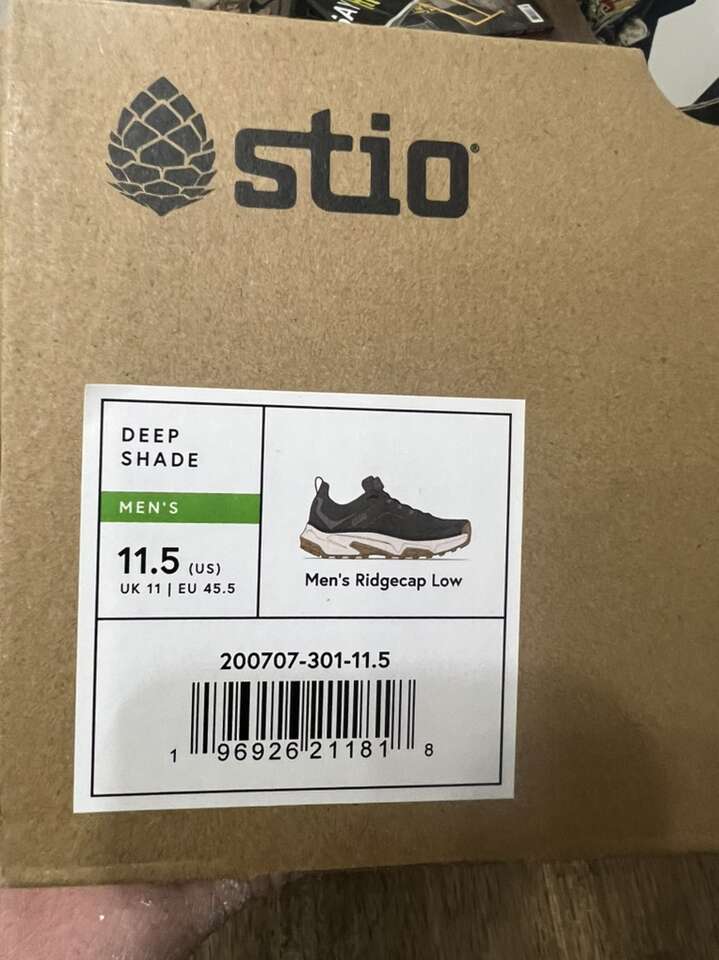 stio®
DEEP
SHADE
MEN'S
11.5 (US)
UK 11 | EU 45.5
Men's Ridgecap Low
200707-301-11.5
1 96926 21181 8